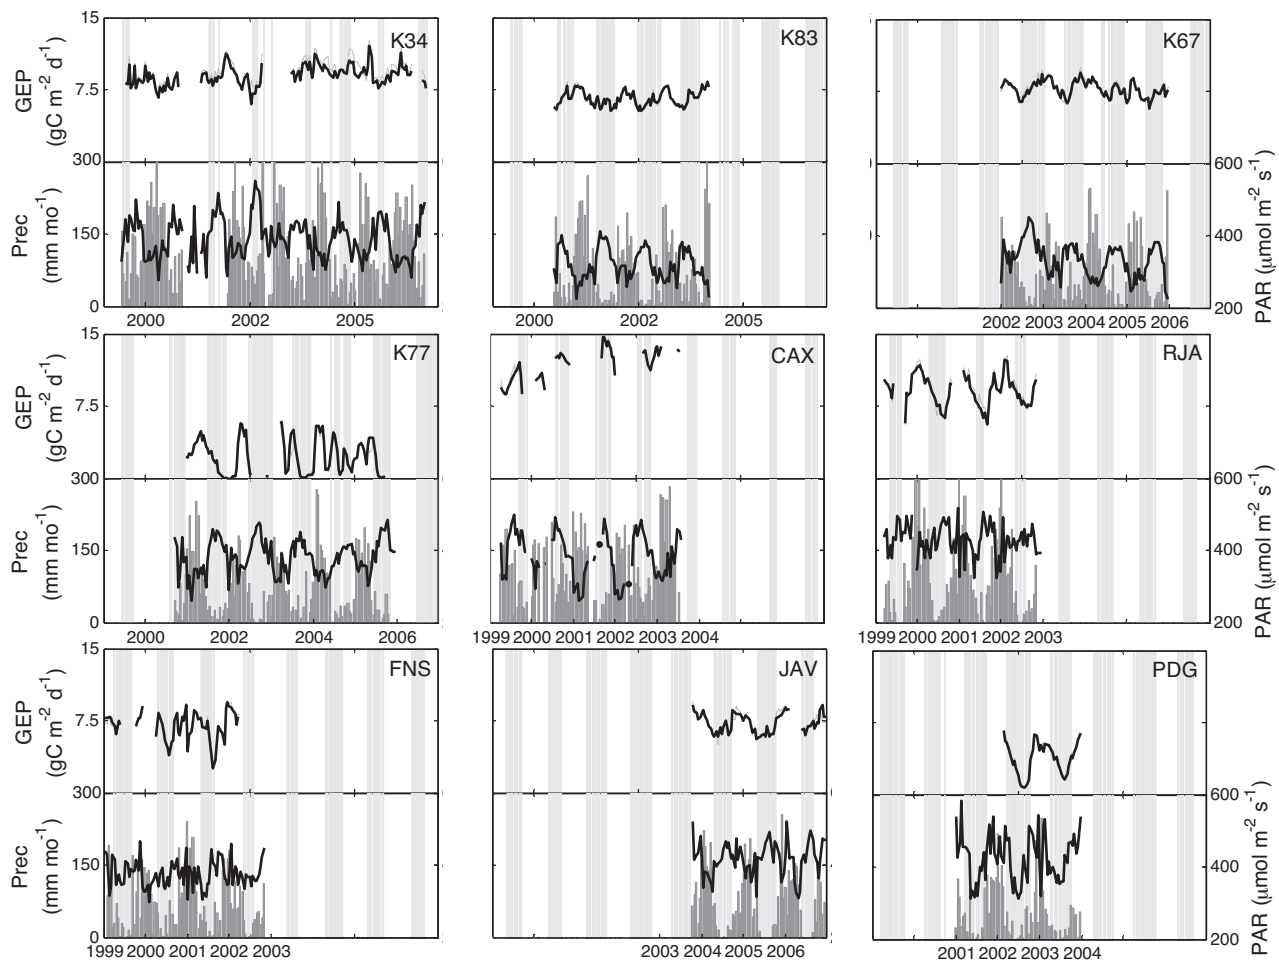 15
K34
K83
K67
GEP
(gC m-2 d-1)
7.5
300
600
Prec
(mm mo-1)
150
400
PAR (μmol m-2 s-1)
0
200
2000 2002 2005
2000 2002 2005
2002 2003 2004 2005 2006
15
K77
CAX
RJA
GEP
(gC m-2 d-1)
7.5
300
600
Prec
(mm mo-1)
150
400
PAR (μmol m-2 s-1)
0
200
2000 2002 2004 2006
1999 2000 2001 2002 2003 2004
1999 2000 2001 2002 2003
15
FNS
JAV
PDG
GEP
(gC m-2 d-1)
7.5
300
600
Prec
(mm mo-1)
150
400
PAR (μmol m-2 s-1)
0
200
1999 2000 2001 2002 2003
2003 2004 2005 2006
2001 2002 2003 2004